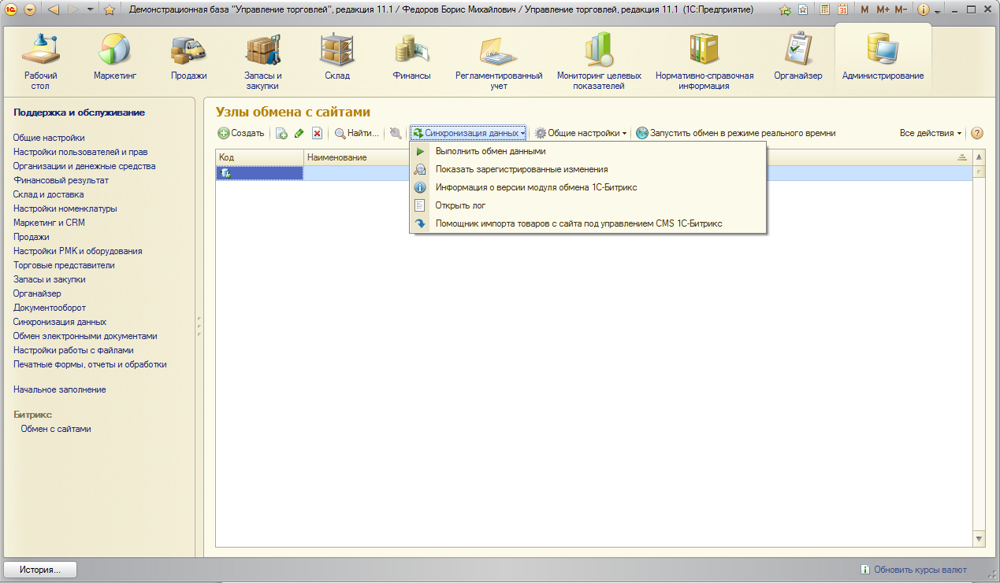 Демонстрационная база "Управление торговлей", редакция 11.1 / Федоров Борис Михайлович / Управление торговлей, редакция 11.1 (1С:Предприятие)
M M+ M-
Рабочий стол
Маркетинг
Продажи
Запасы и закупки
Склад
Финансы
Регламентированный учет
Мониторинг целевых показателей
Нормативно-справочная информация
Органайзер
Администрирование
Поддержка и обслуживание
Общие настройки
Настройки пользователей и прав
Организации и денежные средства
Финансовый результат
Склад и доставка
Настройки номенклатуры
Маркетинг и CRM
Продажи
Настройки РМК и оборудования
Торговые представители
Запасы и закупки
Органайзер
Документооборот
Синхронизация данных
Обмен электронными документами
Настройки работы с файлами
Печатные формы, отчеты и обработки
Начальное заполнение
Битрикс
Обмен с сайтами
Узлы обмена с сайтами
Создать
Найти...
Синхронизация данных
Общие настройки
Запустить обмен в режиме реального времни
Все действия
Код
Наименование
Выполнить обмен данными
Показать зарегистрированные изменения
Информация о версии модуля обмена 1С-Битрикс
Открыть лог
Помощник импорта товаров с сайта под управлением CMS 1С-Битрикс
История...
Обновить курсы валют